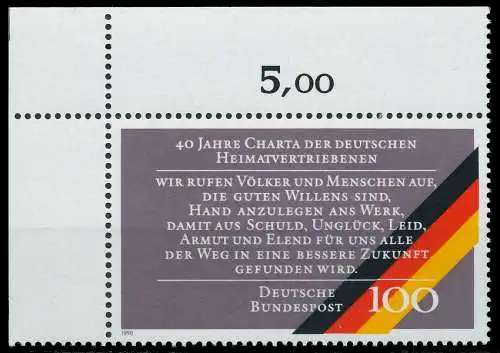 5,00
40 JAHRE CHARTA DER DEUTSCHEN
HEIMATVERTRIEBENEN
WIR RUFEN VÖLKER UND MENSCHEN AUF,
DIE GUTEN WILLENS SIND,
HAND ANZULEGEN ANS WERK,
DAMIT AUS SCHULD, UNGLÜCK, LEID,
ARMUT UND ELEND FÜR UNS ALLE
DER WEG IN EINE BESSERE ZUKUNFT
GEFUNDEN WIRD.
DEUTSCHE
BUNDESPOST 100
1990